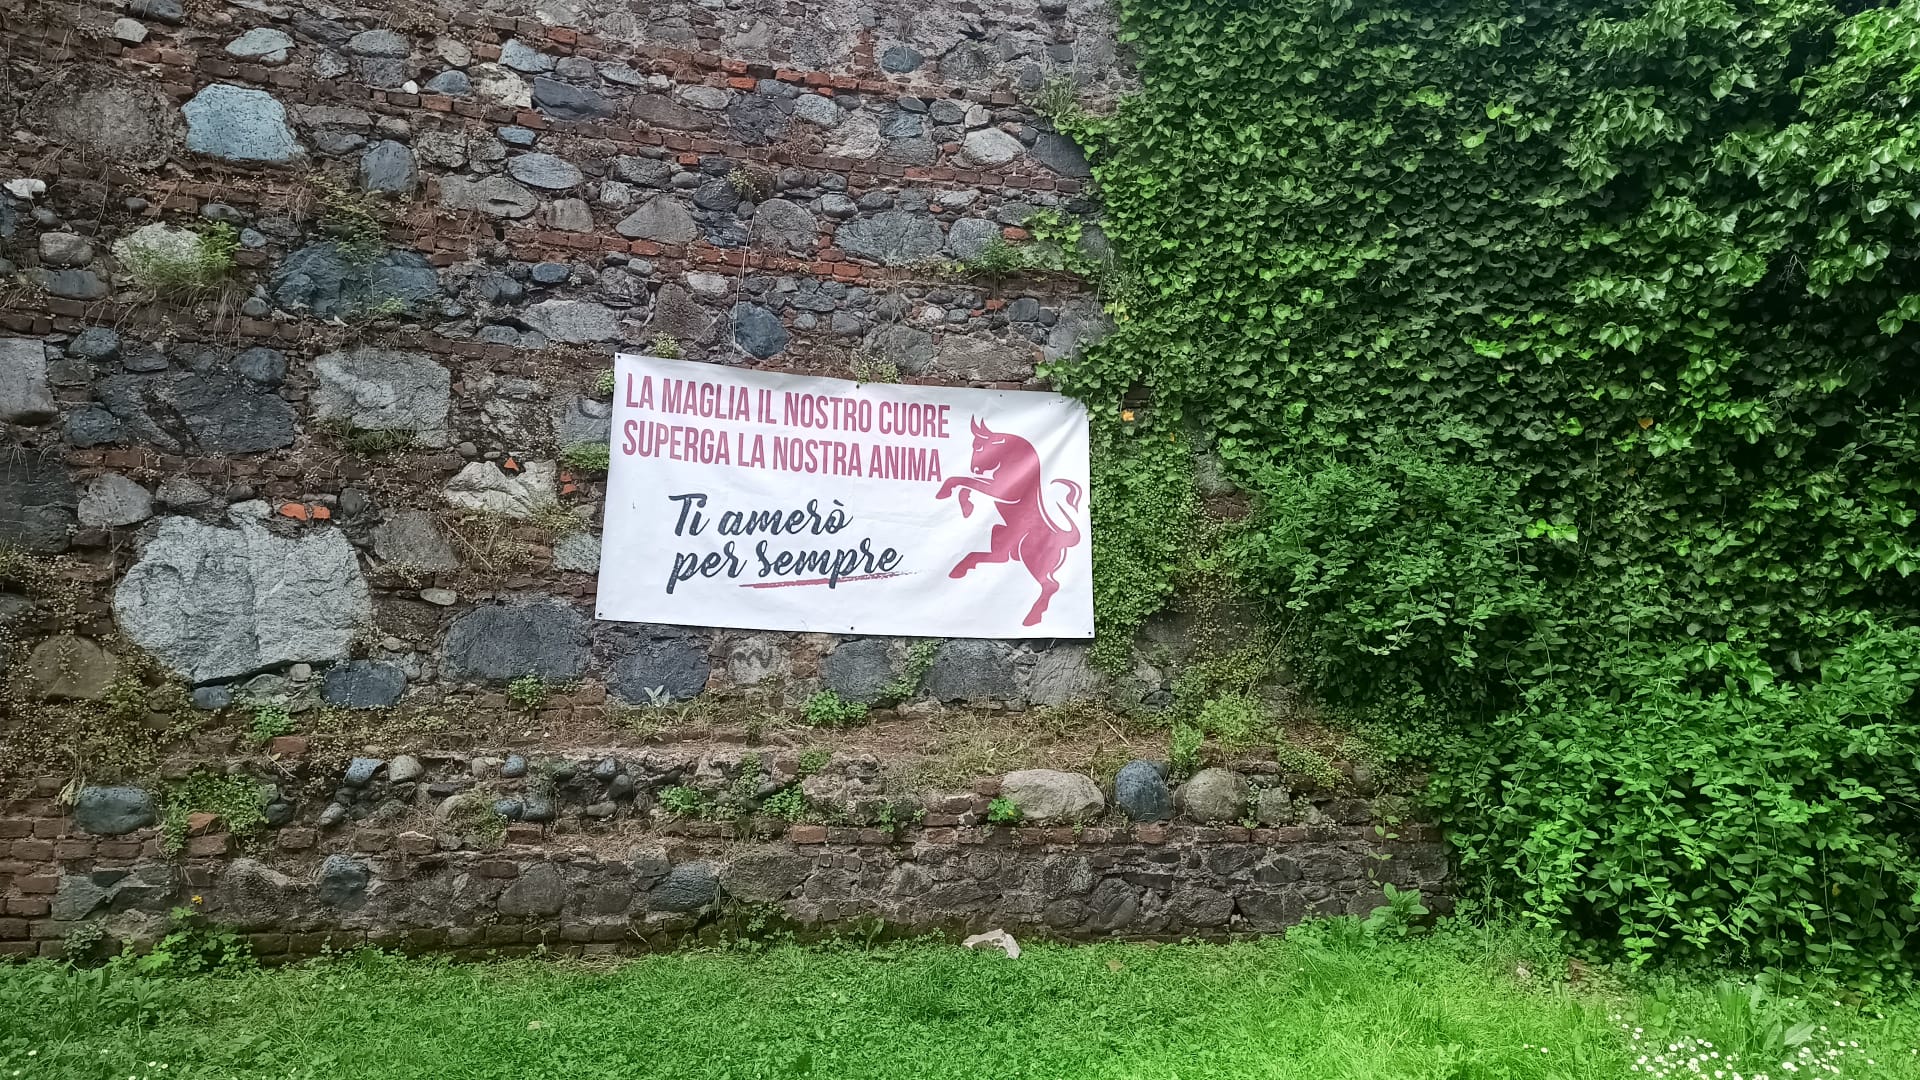 LA MAGLIA IL NOSTRO CUORE
SUPERGA LA NOSTRA ANIMA
Ti amerò
per sempre